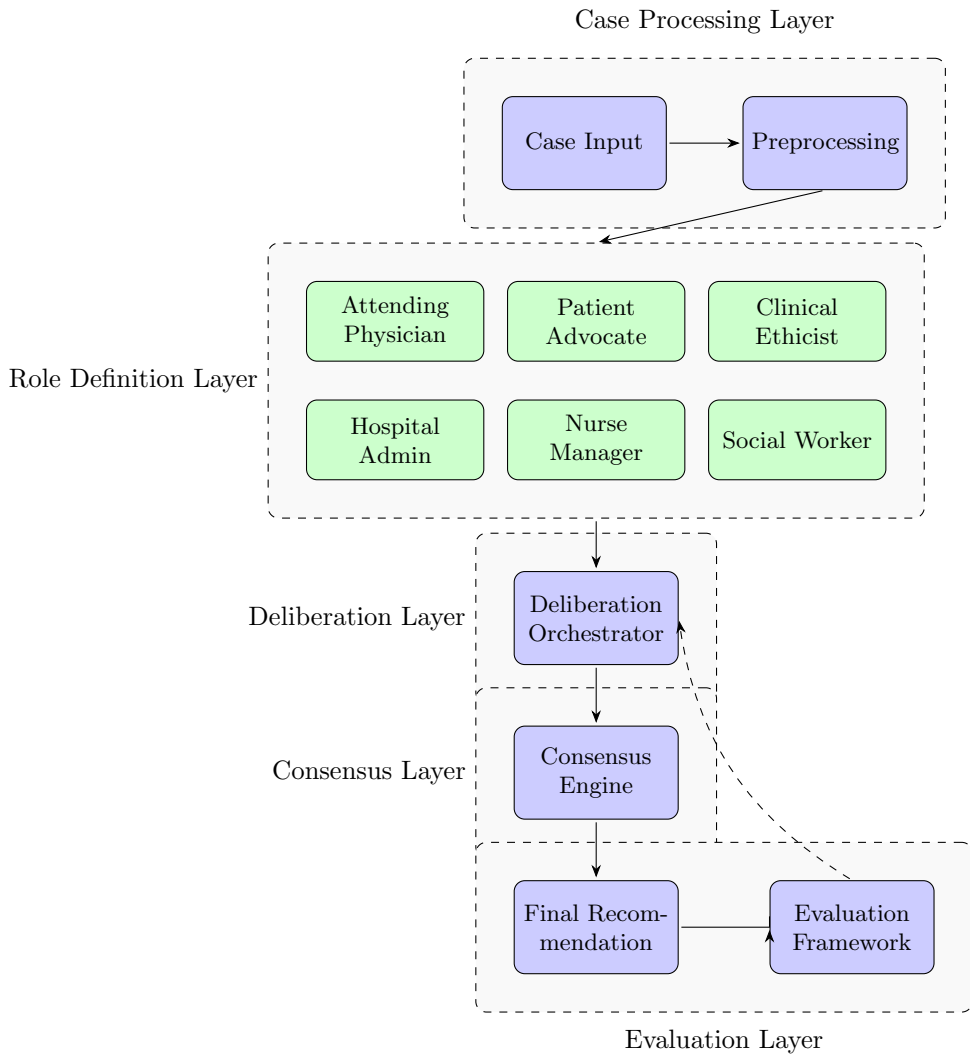 Case Processing Layer
Case Input
Preprocessing
Attending
Physician
Patient
Advocate
Clinical
Ethicist
Role Definition Layer
Hospital
Admin
Nurse
Manager
Social Worker
Deliberation Layer
Deliberation
Orchestrator
Consensus Layer
Consensus
Engine
Final Recom-
mendation
Evaluation
Framework
Evaluation Layer